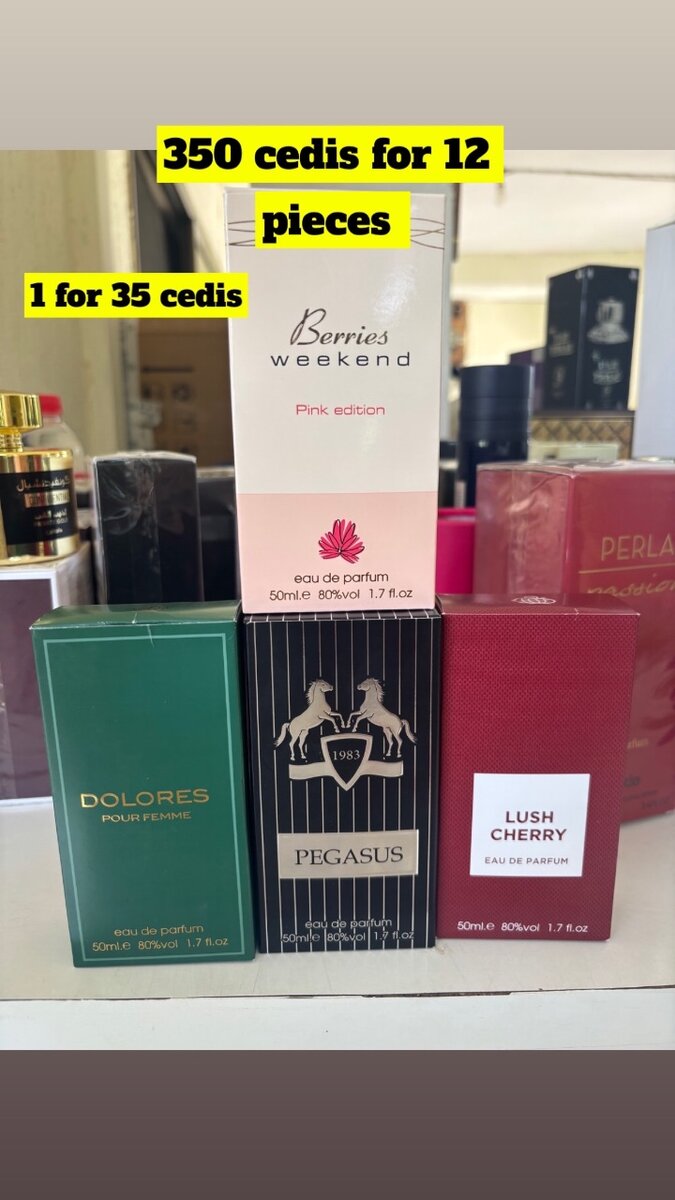 350 cedis for 12
pieces
1 for 35 cedis
Berries
weekend
Pink edition
eau de parfum
50ml.e 80%vol 1.7 fl.oz
PERLA
passion
DOLORES
POUR FEMME
eau de parfum
50ml.e 80%vol 1.7 fl.oz
1983
PEGASUS
eau de parfum
50ml.e 80%vol 1.7 fl.oz
LUSH
CHERRY
EAU DE PARFUM
50ml.e 80%vol 1.7 fl.oz